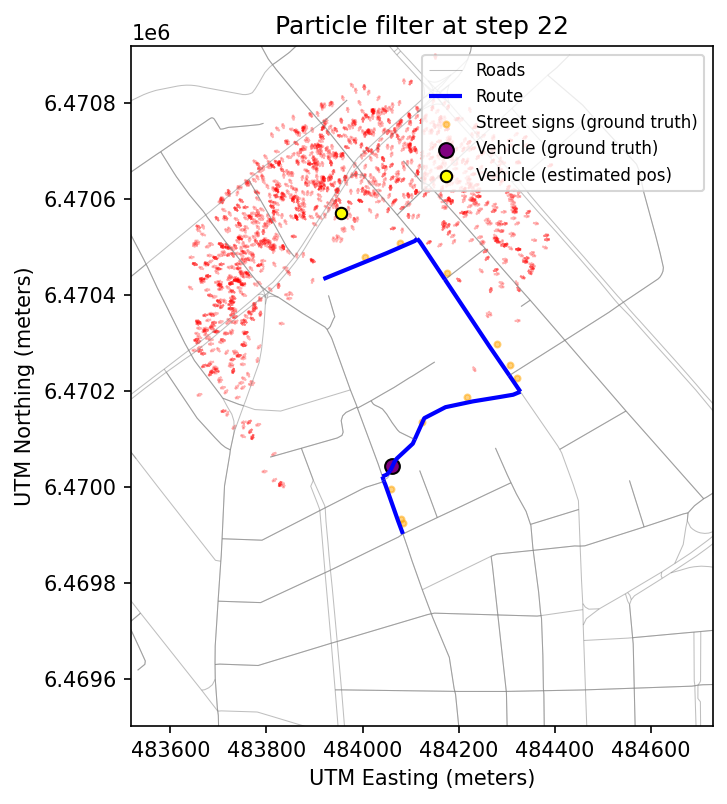 Particle filter at step 22
1e6
Roads
Route
Street signs (ground truth)
Vehicle (ground truth)
Vehicle (estimated pos)
6.4708
6.4706
6.4704
6.4702
6.4700
6.4698
6.4696
UTM Northing (meters)
483600 483800 484000 484200 484400 484600
UTM Easting (meters)